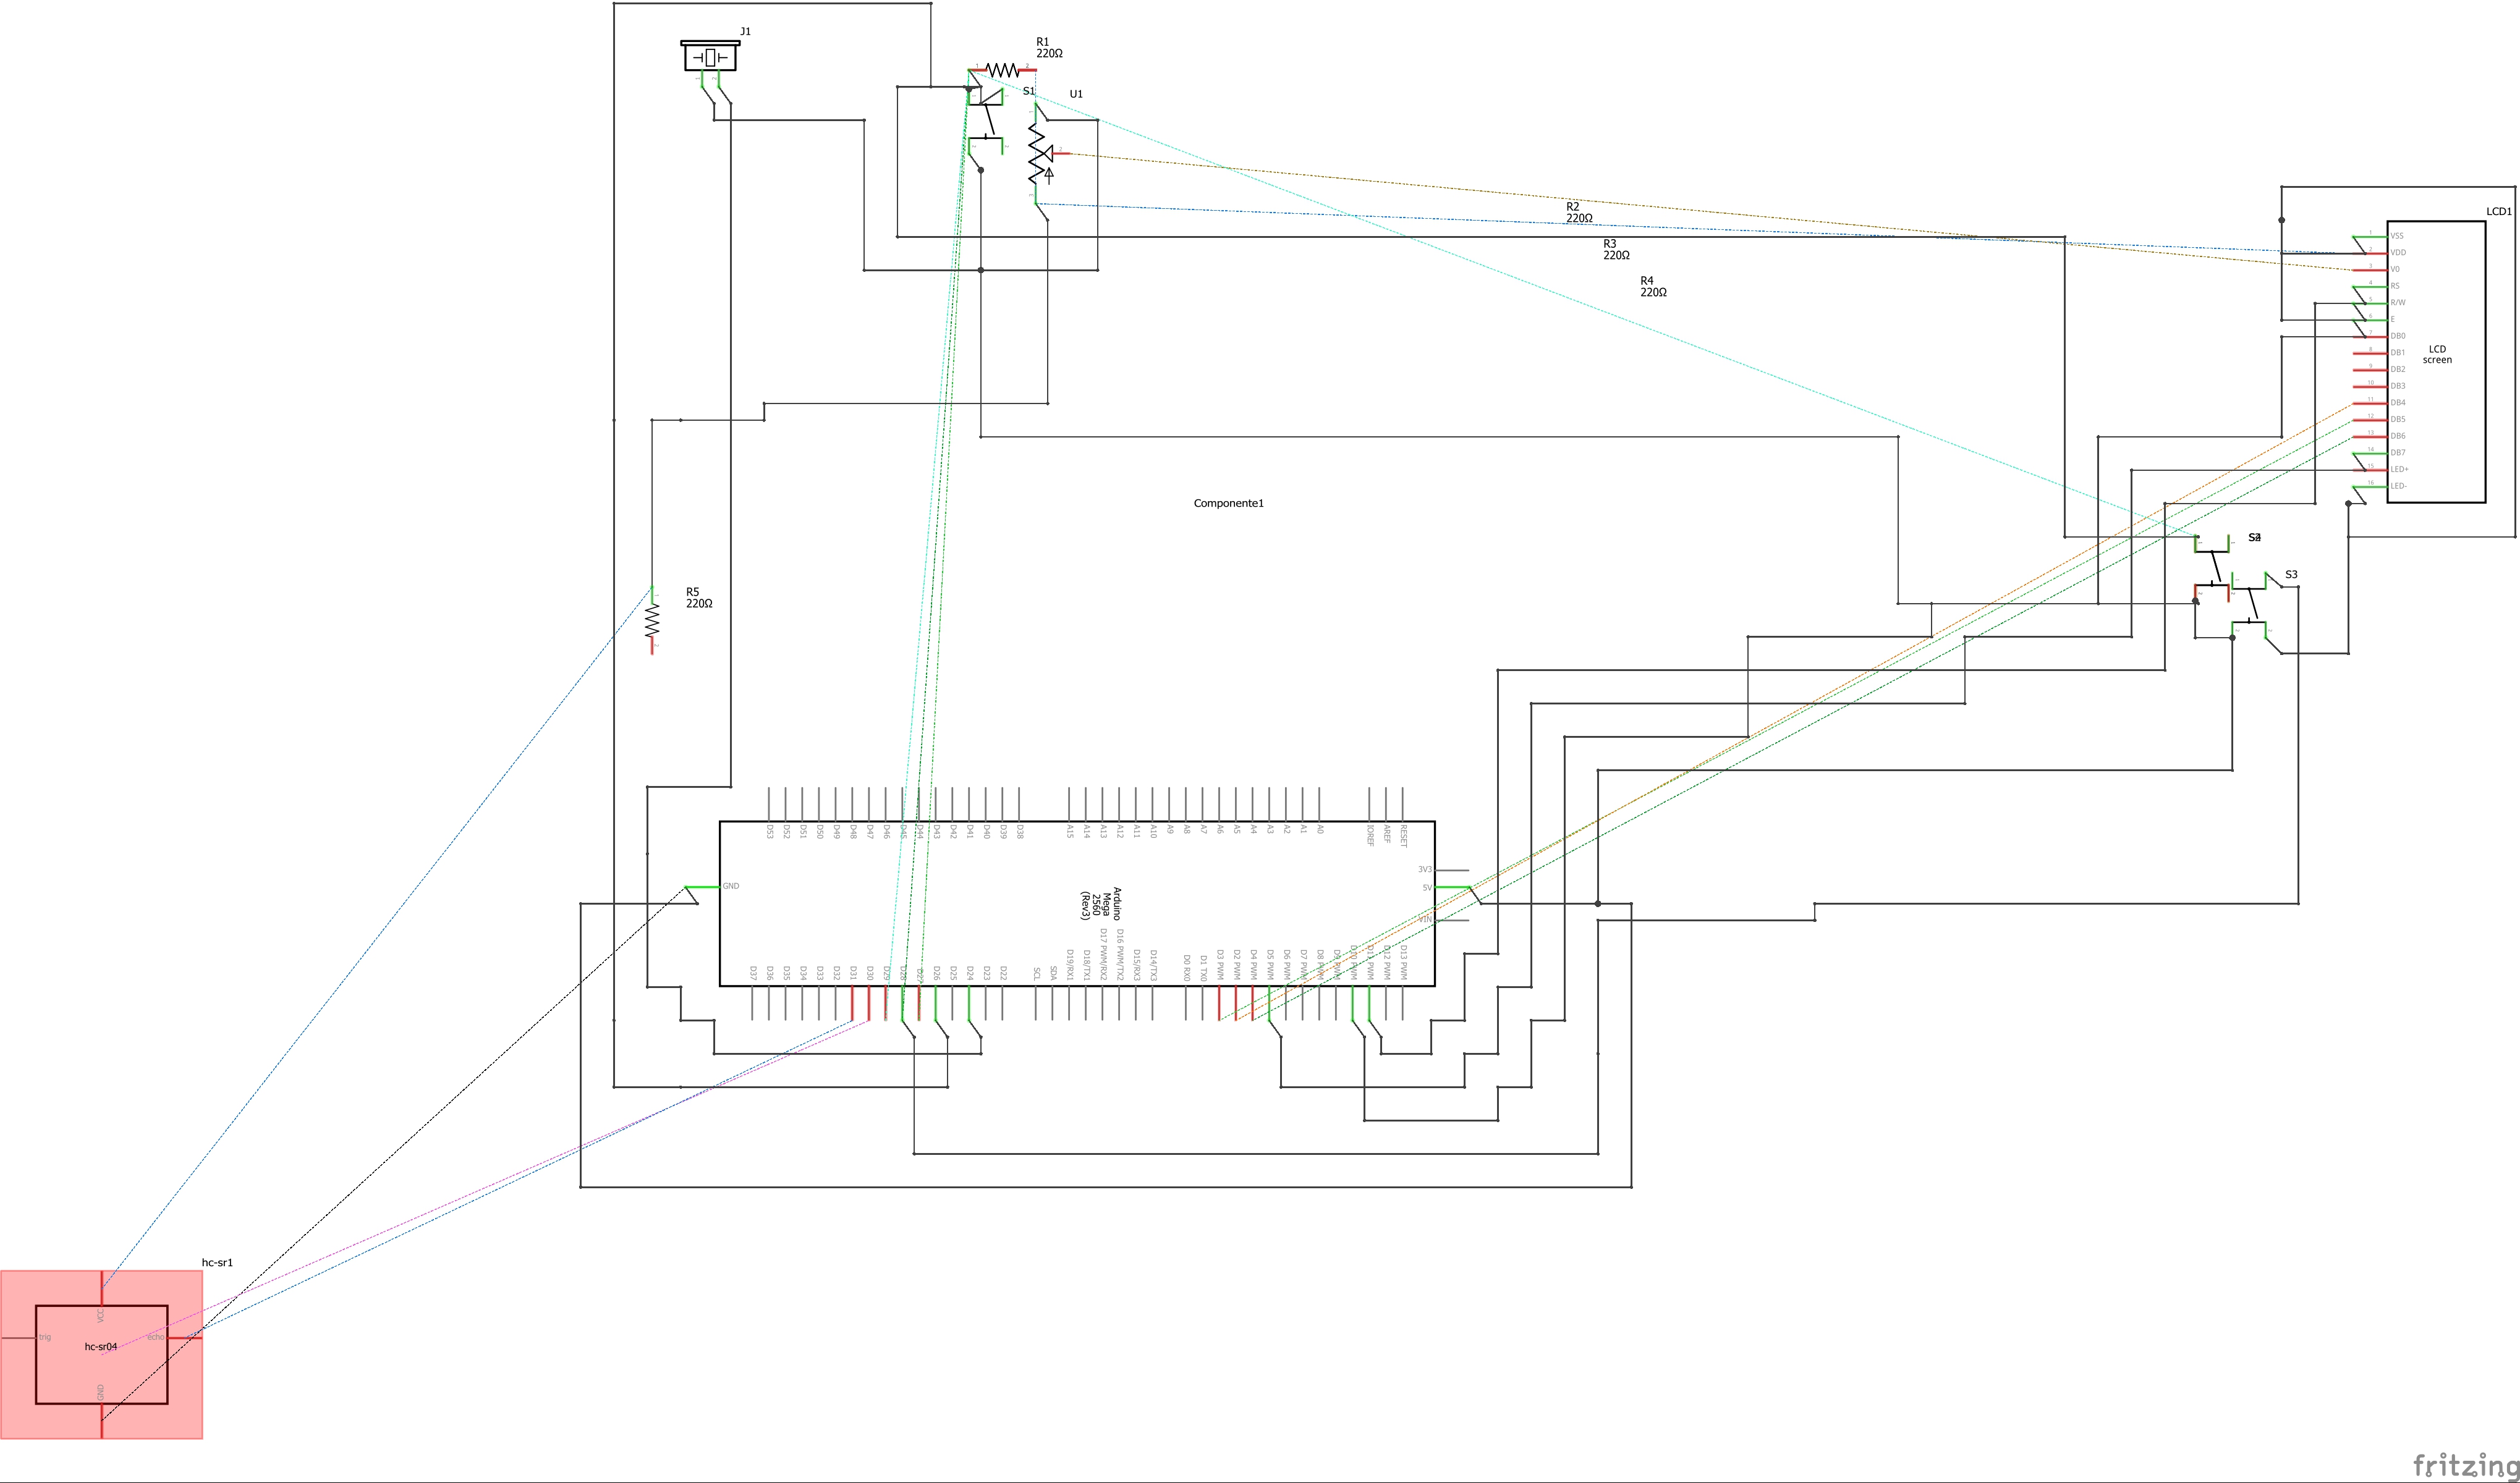 J1
R1
220Ω
S1
U1
R2
220Ω
R3
220Ω
R4
220Ω
LCD1
VSS
VDD
V0
RS
R/W
E
DB0
DB1
DB2
DB3
DB4
DB5
DB6
DB7
LED+
LED-
LCD
screen
Componente1
S3
R5
220Ω
D53
D52
D51
D50
D49
D48
D47
D46
D45
D44
D43
D42
D41
D40
D39
D38
A15
A14
A13
A12
A11
A10
A9
A8
A7
A6
A5
A4
A3
A2
A1
A0
IOREF
AREF
RESET
3V3
5V
VIN
GND
Arduino
Mega
2560
(Rev3)
D37
D36
D35
D34
D33
D32
D31
D30
D29
D28
D27
D26
D25
D24
D23
D22
SCL
SDA
D19/RX1
D18/TX1
D17 PWM/RX2
D16 PWM/TX2
D15/RX3
D14/TX3
D0 RX0
D1 TX0
D3 PWM
D2 PWM
D4 PWM
D5 PWM
D6 PWM
D7 PWM
D8 PWM
D9 PWM
D10 PWM
D11 PWM
D12 PWM
D13 PWM
hc-sr1
VCC
trig
echo
hc-sr04
GND
fritzing